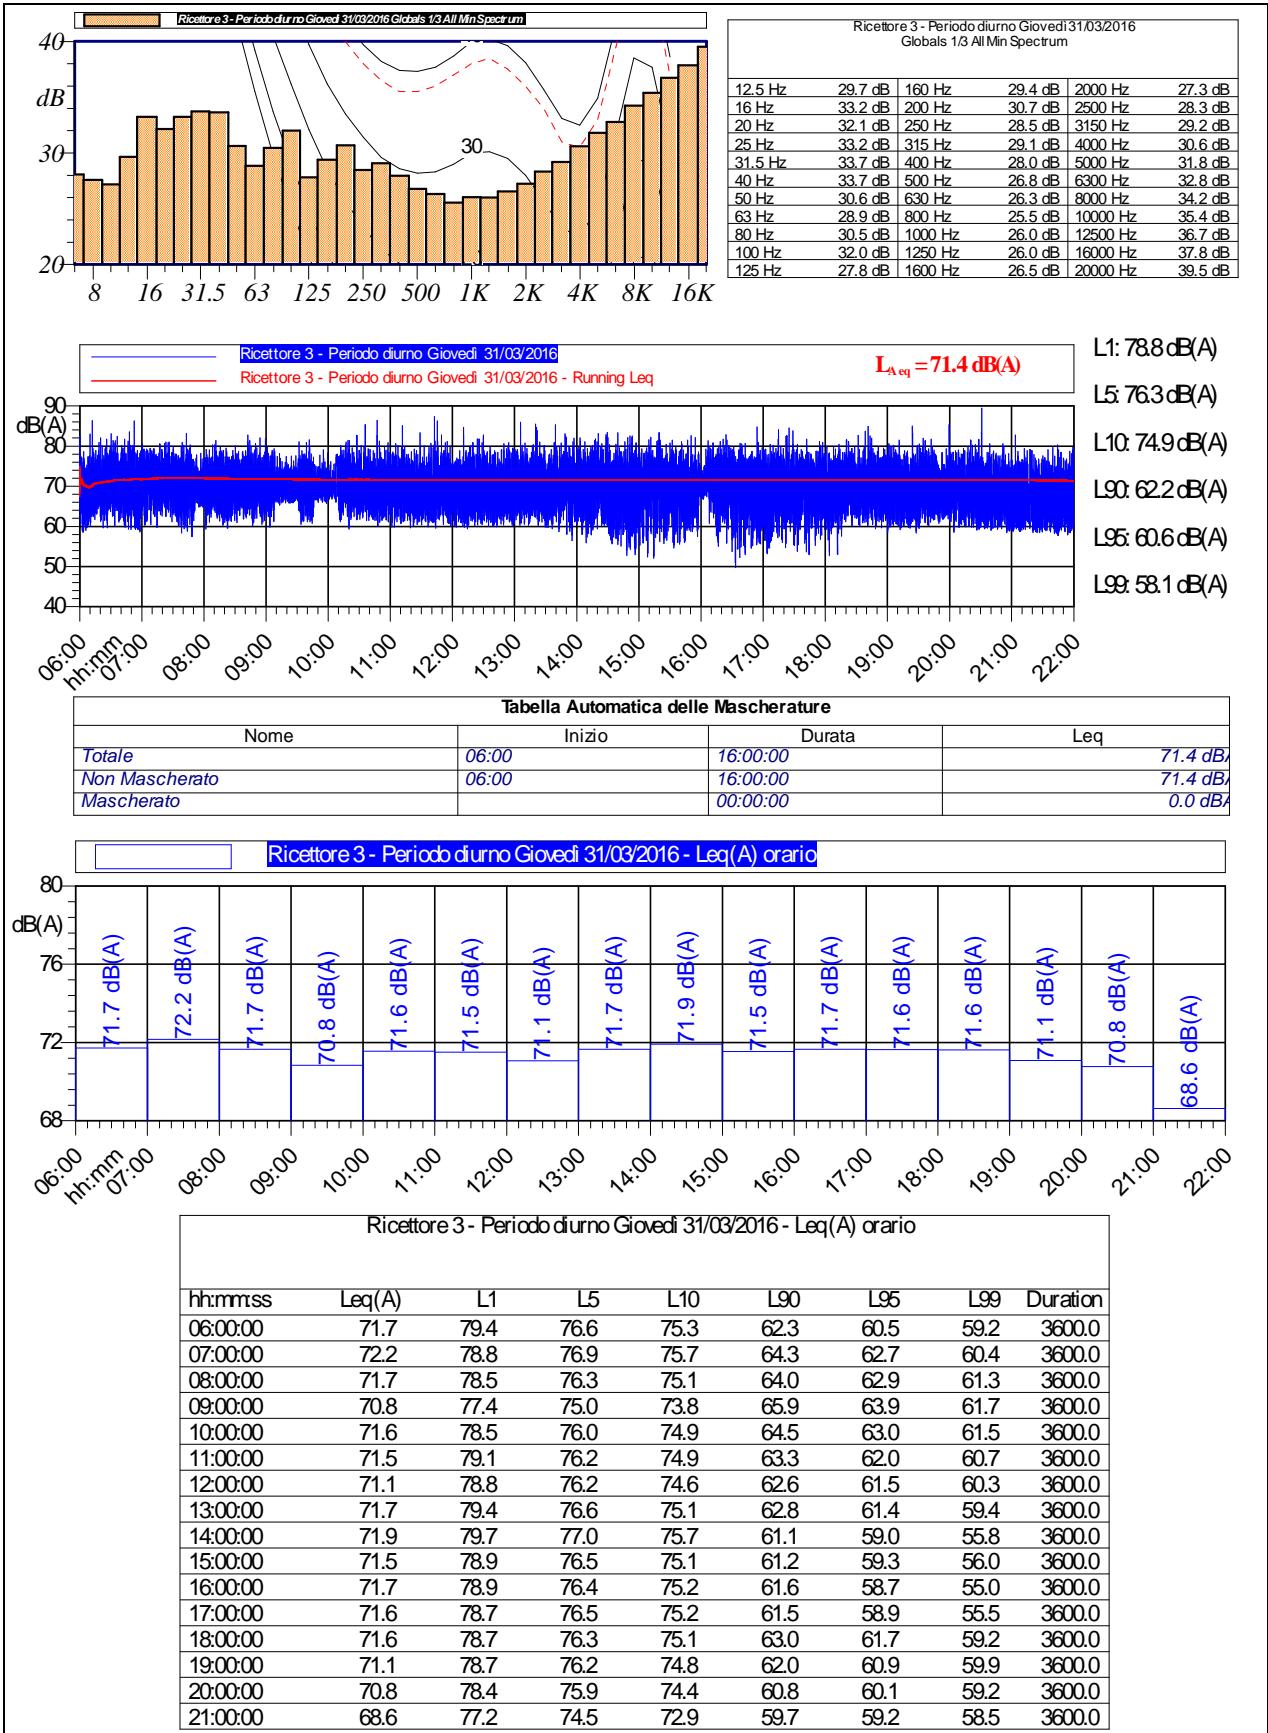 Ricettore 3 - Periodo diurno Giovedì 31/03/2016 Globals 1/3 All Min Spectrum
40
dB
30
20
30
8 16 31.5 63 125 250 500 1K 2K 4K 8K 16K
Ricettore 3 - Periodo diurno Giovedì 31/03/2016
Globals 1/3 All Min Spectrum
12.5 Hz 29.7 dB 160 Hz 29.4 dB 2000 Hz 27.3 dB
16 Hz 33.2 dB 200 Hz 30.7 dB 2500 Hz 28.3 dB
20 Hz 32.1 dB 250 Hz 28.5 dB 3150 Hz 29.2 dB
25 Hz 33.2 dB 315 Hz 29.1 dB 4000 Hz 30.6 dB
31.5 Hz 33.7 dB 400 Hz 28.0 dB 5000 Hz 31.8 dB
40 Hz 33.7 dB 500 Hz 26.8 dB 6300 Hz 32.8 dB
50 Hz 30.6 dB 630 Hz 26.3 dB 8000 Hz 34.2 dB
63 Hz 28.9 dB 800 Hz 25.5 dB 10000 Hz 35.4 dB
80 Hz 30.5 dB 1000 Hz 26.0 dB 12500 Hz 36.7 dB
100 Hz 32.0 dB 1250 Hz 26.0 dB 16000 Hz 37.8 dB
125 Hz 27.8 dB 1600 Hz 26.5 dB 20000 Hz 39.5 dB
Ricettore 3 - Periodo diurno Giovedì 31/03/2016
Ricettore 3 - Periodo diurno Giovedì 31/03/2016 - Running Leq
LA eq = 71.4 dB(A)
L1: 78.8 dB(A)
L5: 76.3 dB(A)
L10: 74.9 dB(A)
L90: 62.2 dB(A)
L95: 60.6 dB(A)
L99: 58.1 dB(A)
90
dB(A)
80
70
60
50
40
06:00 hh:mm 07:00 08:00 09:00 10:00 11:00 12:00 13:00 14:00 15:00 16:00 17:00 18:00 19:00 20:00 21:00 22:00
Tabella Automatica delle Mascherature
Nome Inizio Durata Leq
Totale 06:00 16:00:00 71.4 dBA
Non Mascherato 06:00 16:00:00 71.4 dBA
Mascherato 00:00:00 0.0 dBA
Ricettore 3 - Periodo diurno Giovedì 31/03/2016 - Leq(A) orario
80
dB(A)
76
72
68
71.7 dB(A) 72.2 dB(A) 71.7 dB(A) 70.8 dB(A) 71.6 dB(A) 71.5 dB(A) 71.1 dB(A) 71.7 dB(A) 71.9 dB(A) 71.5 dB(A) 71.7 dB(A) 71.6 dB(A) 71.6 dB(A) 71.1 dB(A) 70.8 dB(A) 68.6 dB(A)
06:00 hh:mm 07:00 08:00 09:00 10:00 11:00 12:00 13:00 14:00 15:00 16:00 17:00 18:00 19:00 20:00 21:00 22:00
Ricettore 3 - Periodo diurno Giovedì 31/03/2016 - Leq(A) orario
hh:mm:ss Leq(A) L1 L5 L10 L90 L95 L99 Duration
06:00:00 71.7 79.4 76.6 75.3 62.3 60.5 59.2 3600.0
07:00:00 72.2 78.8 76.9 75.7 64.3 62.7 60.4 3600.0
08:00:00 71.7 78.5 76.3 75.1 64.0 62.9 61.3 3600.0
09:00:00 70.8 77.4 75.0 73.8 65.9 63.9 61.7 3600.0
10:00:00 71.6 78.5 76.0 74.9 64.5 63.0 61.5 3600.0
11:00:00 71.5 79.1 76.2 74.9 63.3 62.0 60.7 3600.0
12:00:00 71.1 78.8 76.2 74.6 62.6 61.5 60.3 3600.0
13:00:00 71.7 79.4 76.6 75.1 62.8 61.4 59.4 3600.0
14:00:00 71.9 79.7 77.0 75.7 61.1 59.0 55.8 3600.0
15:00:00 71.5 78.9 76.5 75.1 61.2 59.3 56.0 3600.0
16:00:00 71.7 78.9 76.4 75.2 61.6 58.7 55.0 3600.0
17:00:00 71.6 78.7 76.5 75.2 61.5 58.9 55.5 3600.0
18:00:00 71.6 78.7 76.3 75.1 63.0 61.7 59.2 3600.0
19:00:00 71.1 78.7 76.2 74.8 62.0 60.9 59.9 3600.0
20:00:00 70.8 78.4 75.9 74.4 60.8 60.1 59.2 3600.0
21:00:00 68.6 77.2 74.5 72.9 59.7 59.2 58.5 3600.0